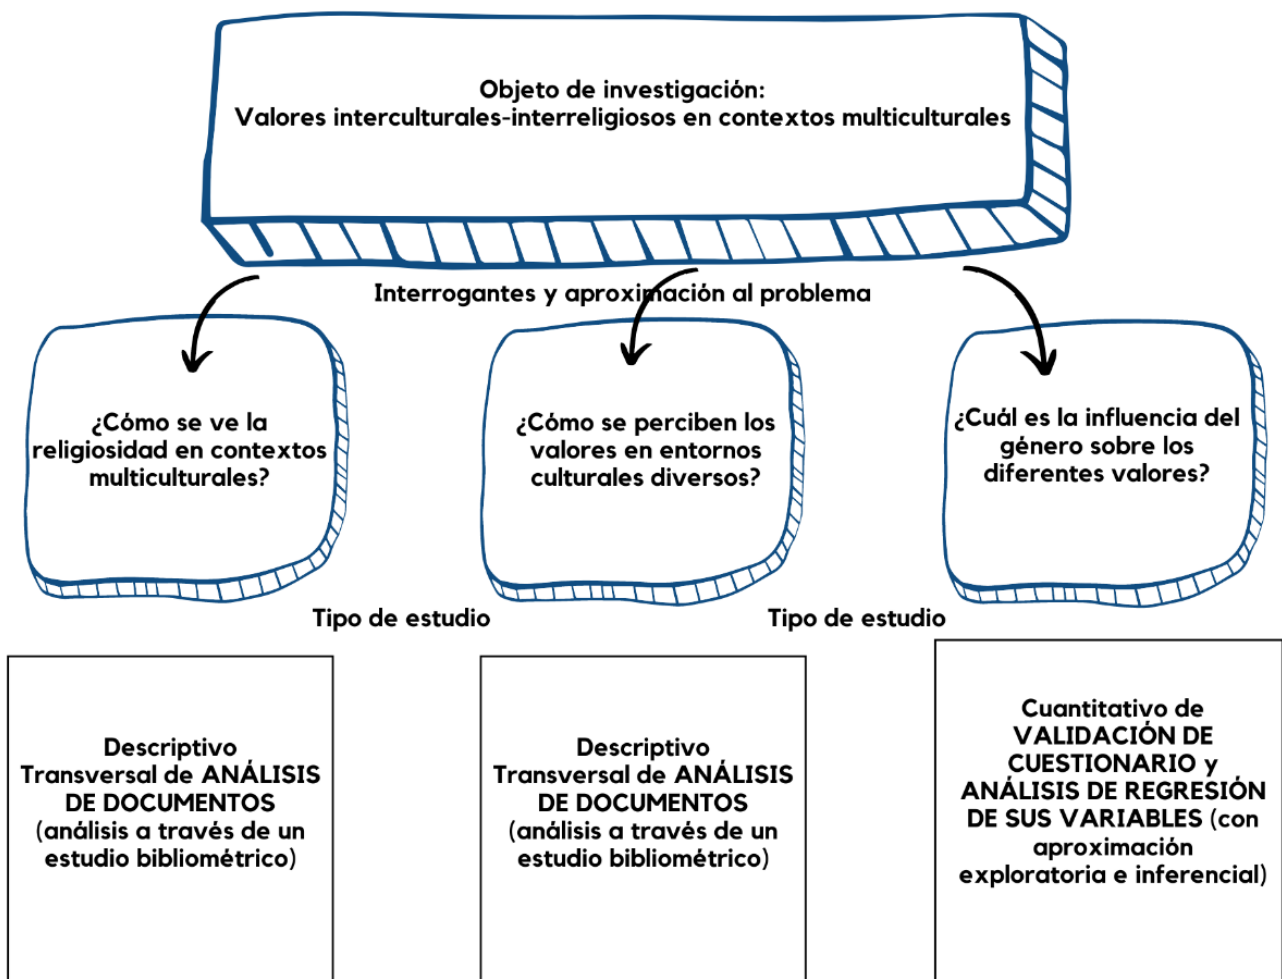 Objeto de investigación:
Valores interculturales-interreligiosos en contextos multiculturales
Interrogantes y aproximación al problema
¿Cómo se ve la
religiosidad en contextos
multiculturales?
¿Cómo se perciben los
valores en entornos
culturales diversos?
¿Cuál es la influencia del
género sobre los
diferentes valores?
Tipo de estudio
Tipo de estudio
Descriptivo
Transversal de ANÁLISIS
DE DOCUMENTOS
(análisis a través de un
estudio bibliométrico)
Descriptivo
Transversal de ANÁLISIS
DE DOCUMENTOS
(análisis a través de un
estudio bibliométrico)
Cuantitativo de
VALIDACIÓN DE
CUESTIONARIO y
ANÁLISIS DE REGRESIÓN
DE SUS VARIABLES (con
aproximación
exploratoria e inferencial)